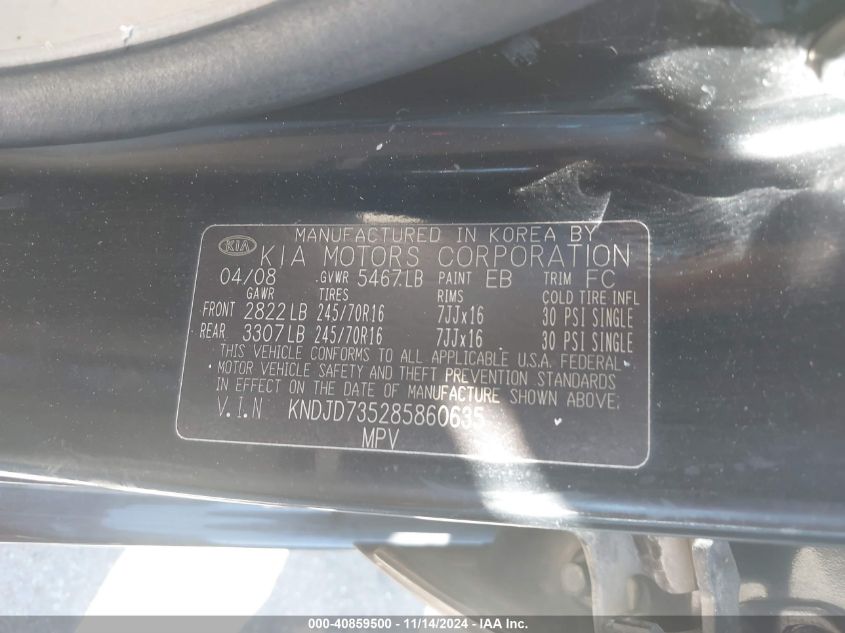 MANUFACTURED IN KOREA BY
KIA KIA MOTORS CORPORATION
04/08 GVWR 5467LB PAINT EB TRIM FC
GAWR TIRES RIMS COLD TIRE INFL
FRONT 2822LB 245/70R16 7JJx16 30 PSI SINGLE
REAR 3307LB 245/70R16 7JJx16 30 PSI SINGLE
THIS VEHICLE CONFORMS TO ALL APPLICABLE U.S.A. FEDERAL
MOTOR VEHICLE SAFETY AND THEFT PREVENTION STANDARDS
IN EFFECT ON THE DATE OF MANUFACTURE SHOWN ABOVE.
V.I.N KNDJD735285860635
MPV
000-40859500 - 11/14/2024 - IAA Inc.